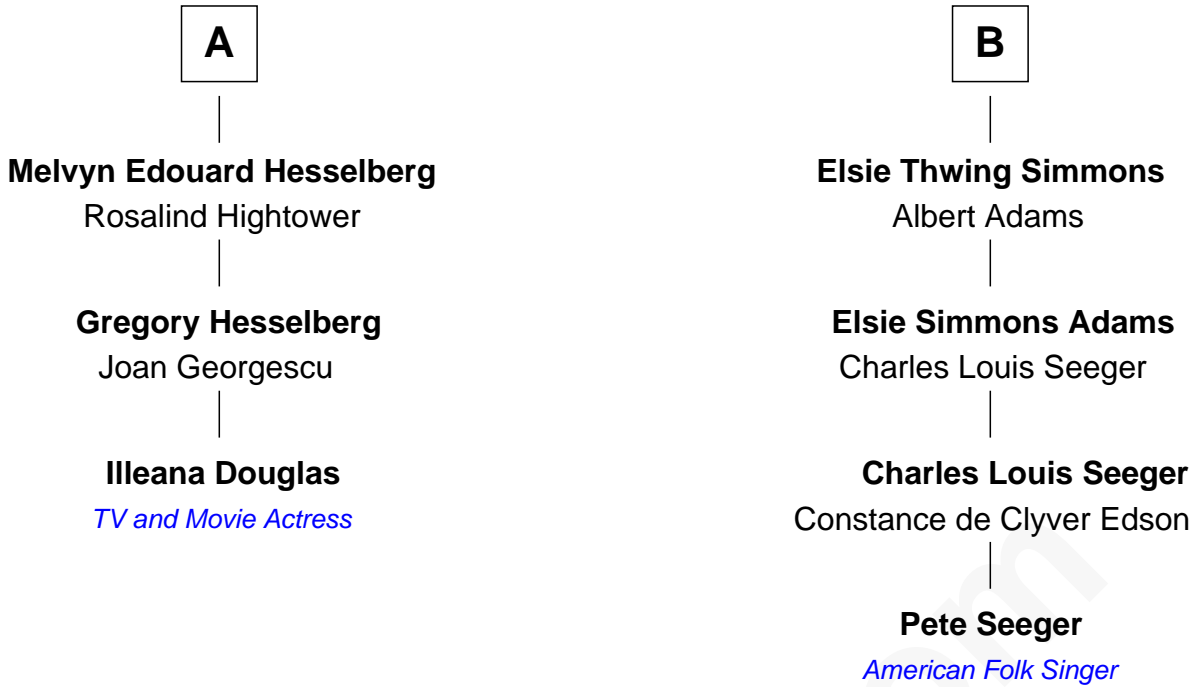 A
Melvyn Edouard Hesselberg
Rosalind Hightower
Gregory Hesselberg
Joan Georgescu
Illeana Douglas
TV and Movie Actress
B
Elsie Thwing Simmons
Albert Adams
Elsie Simmons Adams
Charles Louis Seeger
Charles Louis Seeger
Constance de Clyver Edson
Pete Seeger
American Folk Singer